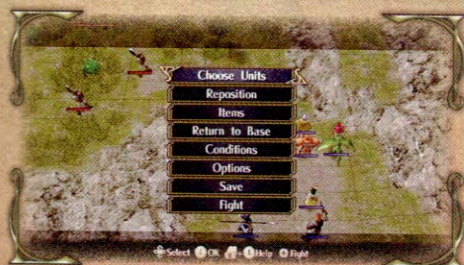 Choose Units
Reposition
Items
Return to Base
Conditions
Options
Save
Fight
Select OK Help Fight